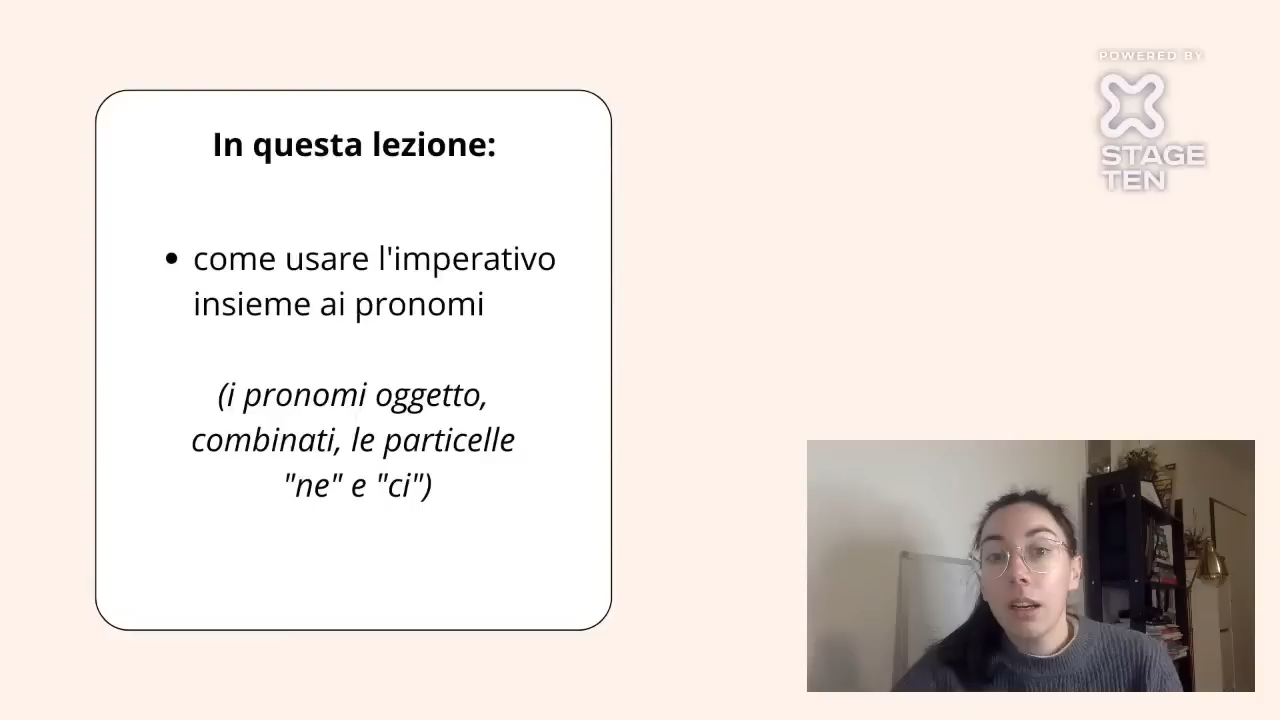 POWERED BY
STAGE
TEN
In questa lezione:
• come usare l'imperativo
insieme ai pronomi
(i pronomi oggetto,
combinati, le particelle
"ne" e "ci")